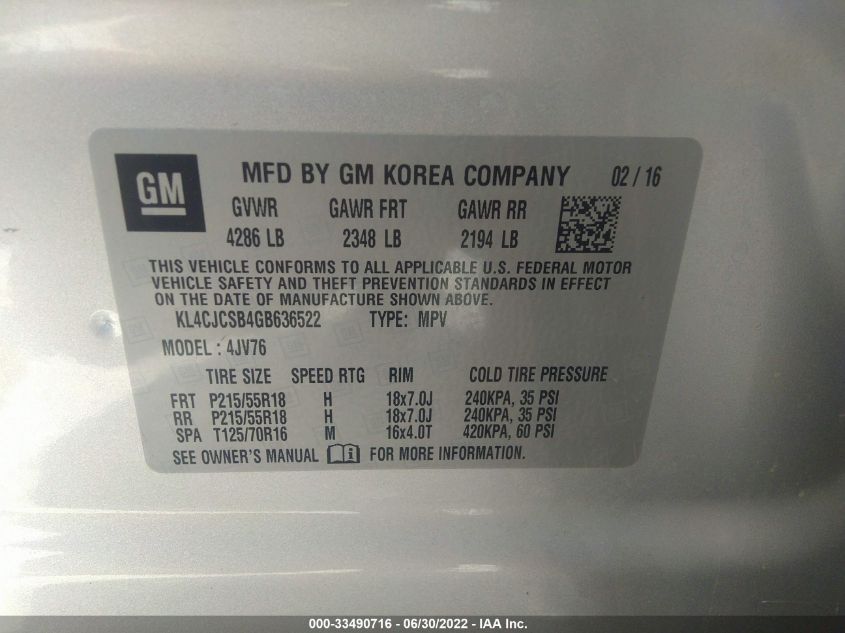 GM
MFD BY GM KOREA COMPANY 02 / 16
GVWR GAWR FRT GAWR RR
4286 LB 2348 LB 2194 LB
THIS VEHICLE CONFORMS TO ALL APPLICABLE U.S. FEDERAL MOTOR
VEHICLE SAFETY AND THEFT PREVENTION STANDARDS IN EFFECT
ON THE DATE OF MANUFACTURE SHOWN ABOVE.
KL4CJCSB4GB636522 TYPE: MPV
MODEL : 4JV76
TIRE SIZE SPEED RTG RIM COLD TIRE PRESSURE
FRT P215/55R18 H 18x7.0J 240KPA, 35 PSI
RR P215/55R18 H 18x7.0J 240KPA, 35 PSI
SPA T125/70R16 M 16x4.0T 420KPA, 60 PSI
SEE OWNER'S MANUAL i FOR MORE INFORMATION.
000-33490716 - 06/30/2022 - IAA Inc.